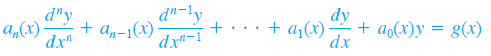 aₙ(x) dⁿy/dxⁿ + aₙ₋₁(x) dⁿ⁻¹y/dxⁿ⁻¹ + · · · + a₁(x) dy/dx + a₀(x)y = g(x)